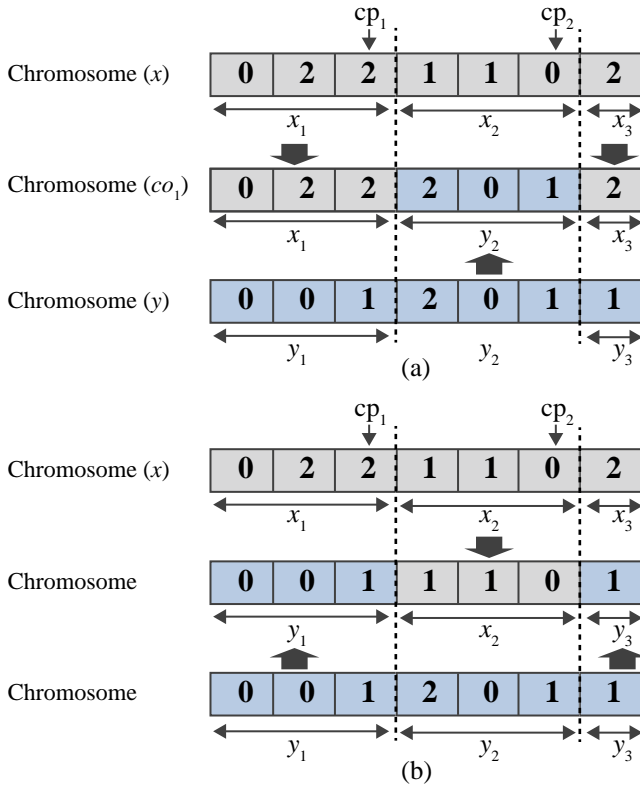 cp1 cp2
Chromosome (x) 0 2 2 1 1 0 2
x1 x2 x3
Chromosome (co1) 0 2 2 2 0 1 2
x1 y2 x3
Chromosome (y) 0 0 1 2 0 1 1
y1 y2 y3
(a)
cp1 cp2
Chromosome (x) 0 2 2 1 1 0 2
x1 x2 x3
Chromosome 0 0 1 1 1 0 1
y1 x2 y3
Chromosome 0 0 1 2 0 1 1
y1 y2 y3
(b)